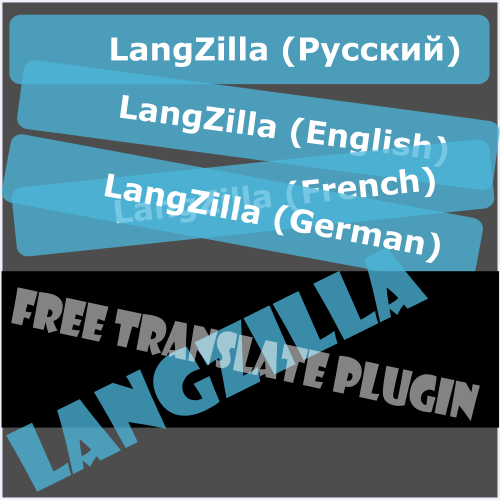 LangZilla (Русский)
LangZilla (English)
LangZilla (French)
LangZilla (German)
FREE TRANSLATE PLUGIN
LANGZILLA